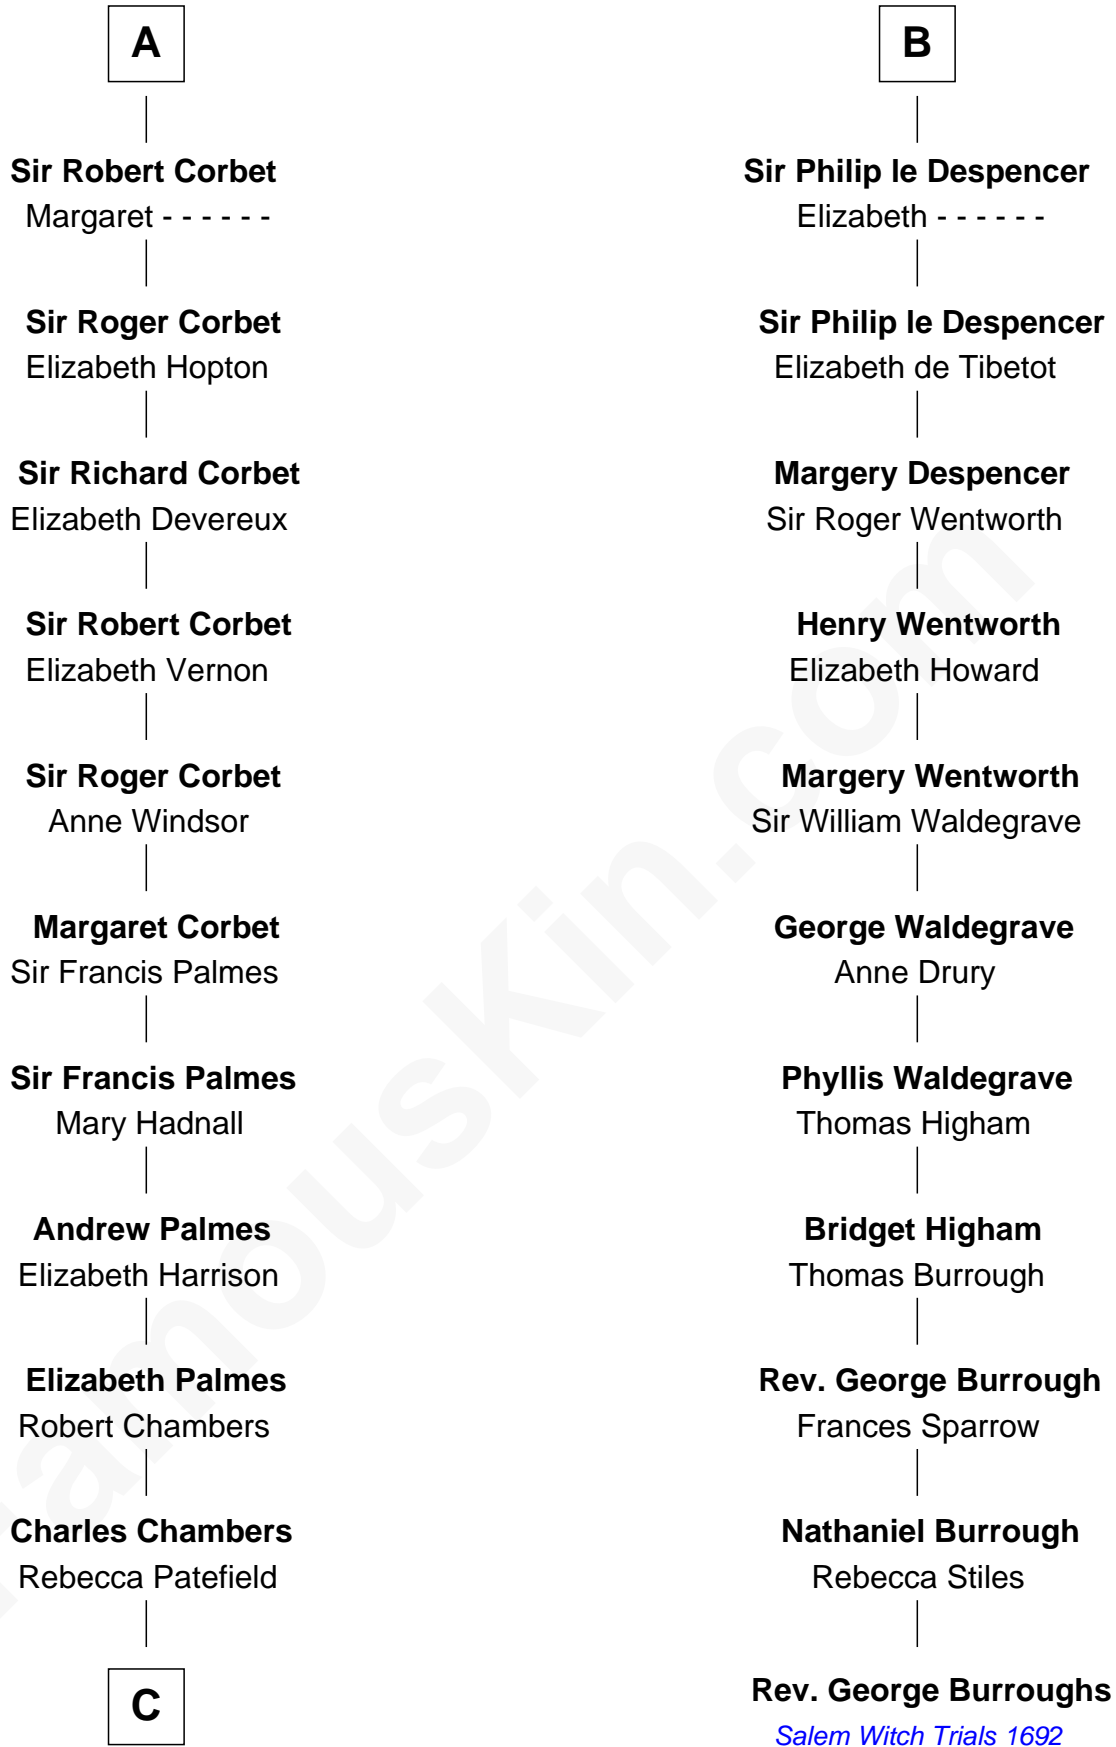 A
Sir Robert Corbet
Margaret - - - - - -
Sir Roger Corbet
Elizabeth Hopton
Sir Richard Corbet
Elizabeth Devereux
Sir Robert Corbet
Elizabeth Vernon
Sir Roger Corbet
Anne Windsor
Margaret Corbet
Sir Francis Palmes
Sir Francis Palmes
Mary Hadnall
Andrew Palmes
Elizabeth Harrison
Elizabeth Palmes
Robert Chambers
Charles Chambers
Rebecca Patefield
C
B
Sir Philip le Despencer
Elizabeth - - - - - -
Sir Philip le Despencer
Elizabeth de Tibetot
Margery Despencer
Sir Roger Wentworth
Henry Wentworth
Elizabeth Howard
Margery Wentworth
Sir William Waldegrave
George Waldegrave
Anne Drury
Phyllis Waldegrave
Thomas Higham
Bridget Higham
Thomas Burrough
Rev. George Burrough
Frances Sparrow
Nathaniel Burrough
Rebecca Stiles
Rev. George Burroughs
Salem Witch Trials 1692
FamousKin.com